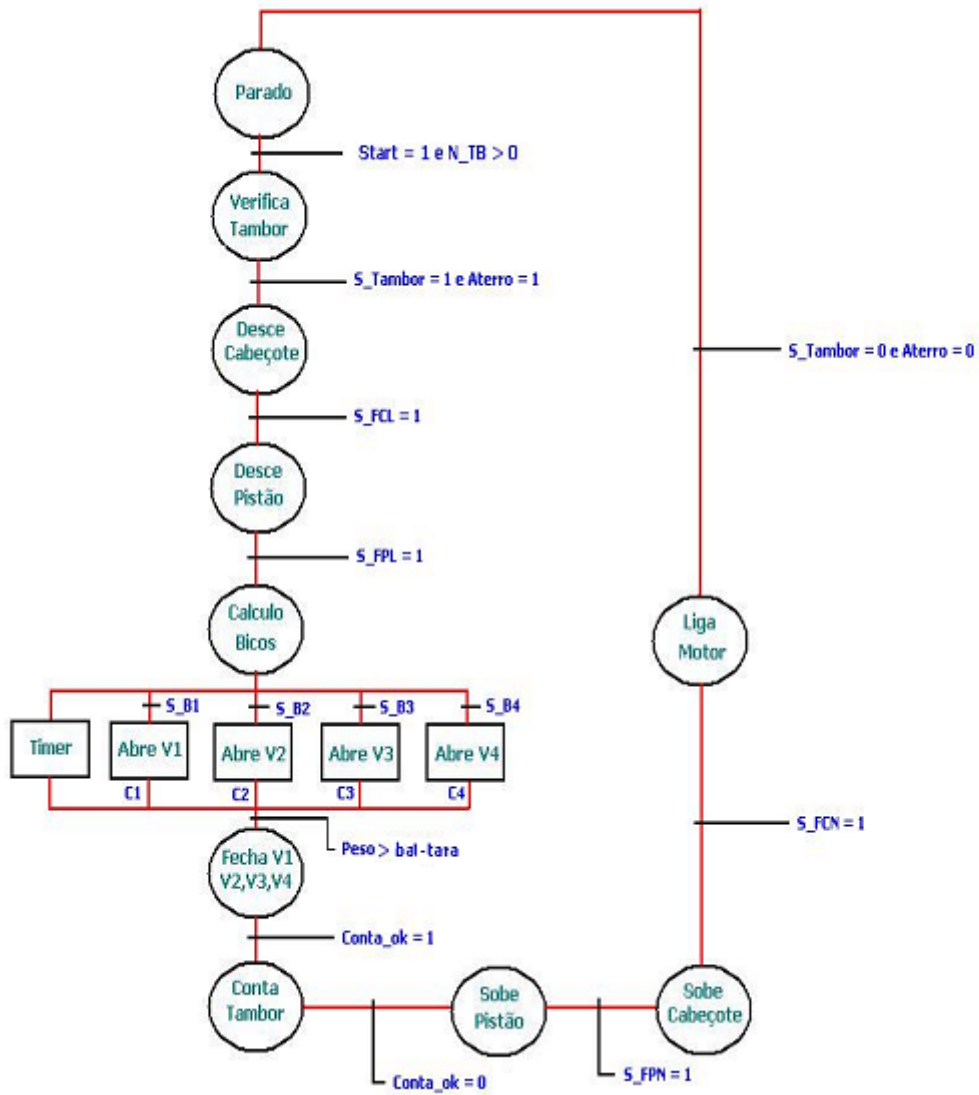 Parado
Start = 1 e N_TB > 0
Verifica
Tambor
S_Tambor = 1 e Aterro = 1
Desce
Cabeçote
S_Tambor = 0 e Aterro = 0
S_FCL = 1
Desce
Pistão
S_FPL = 1
Calculo
Bicos
Liga
Motor
S_B1
S_B2
S_B3
S_B4
Timer
Abre V1
Abre V2
Abre V3
Abre V4
C1
C2
C3
C4
S_FCN = 1
Peso > bal-tara
Fecha V1
V2,V3,V4
Conta_ok = 1
Conta
Tambor
Sobe
Pistão
Sobe
Cabeçote
Conta_ok = 0
S_FPN = 1